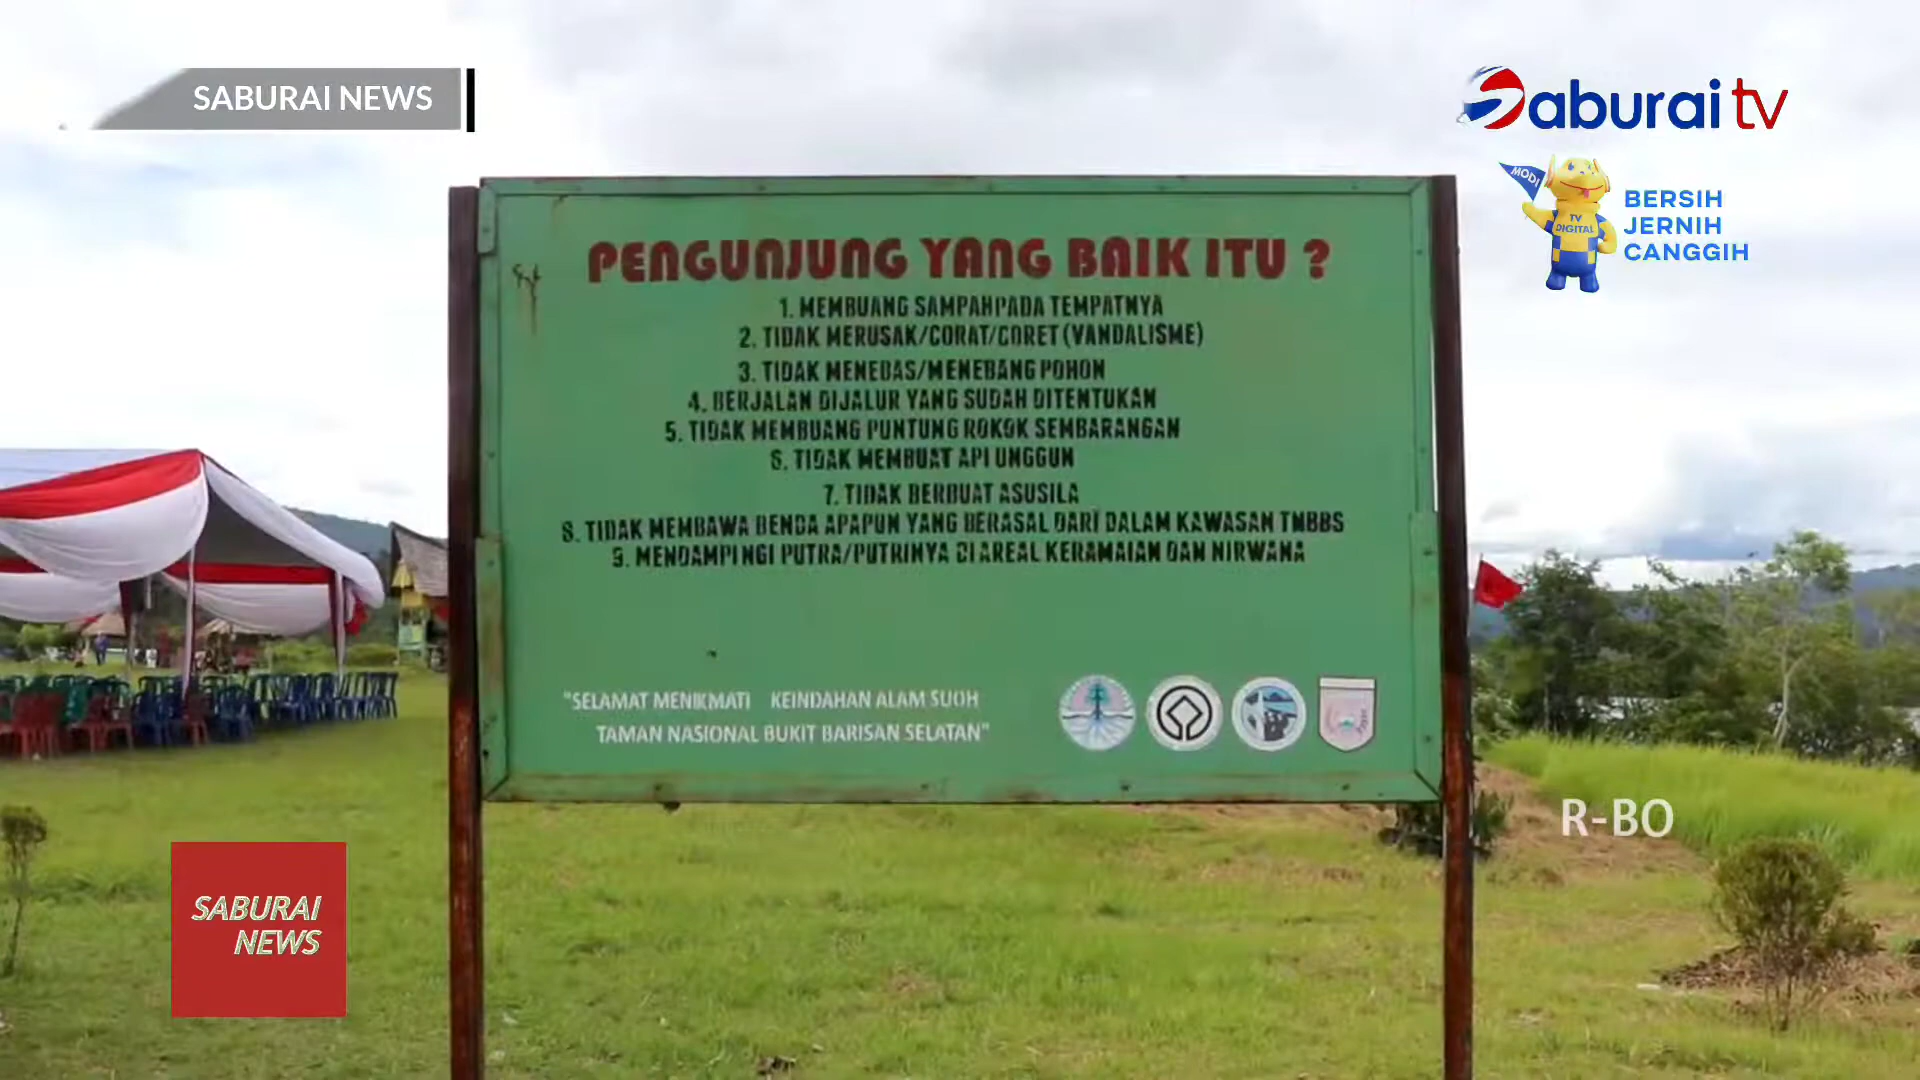 SABURAI NEWS
Saburai tv
MODI
TV
DIGITAL
BERSIH
JERNIH
CANGGIH
PENGUNJUNG YANG BAIK ITU ?
1. MEMBUANG SAMPAHPADA TEMPATNYA
2. TIDAK MERUSAK/CORAT/CORET (VANDALISME)
3. TIDAK MENEBAS/MENEBANG POHON
4. BERJALAN DIJALUR YANG SUDAH DITENTUKAN
5. TIDAK MEMBUANG PUNTUNG ROKOK SEMBARANGAN
6. TIDAK MEMBUAT API UNGGUN
7. TIDAK BERBUAT ASUSILA
8. TIDAK MEMBAWA BENDA APAPUN YANG BERASAL DARI DALAM KAWASAN TNBBS
9. MENDAMPINGI PUTRA/PUTRINYA DI AREAL KERAMAIAN DAN NIRWANA
"SELAMAT MENIKMATI KEINDAHAN ALAM SUOH
TAMAN NASIONAL BUKIT BARISAN SELATAN"
R-BO
SABURAI
NEWS